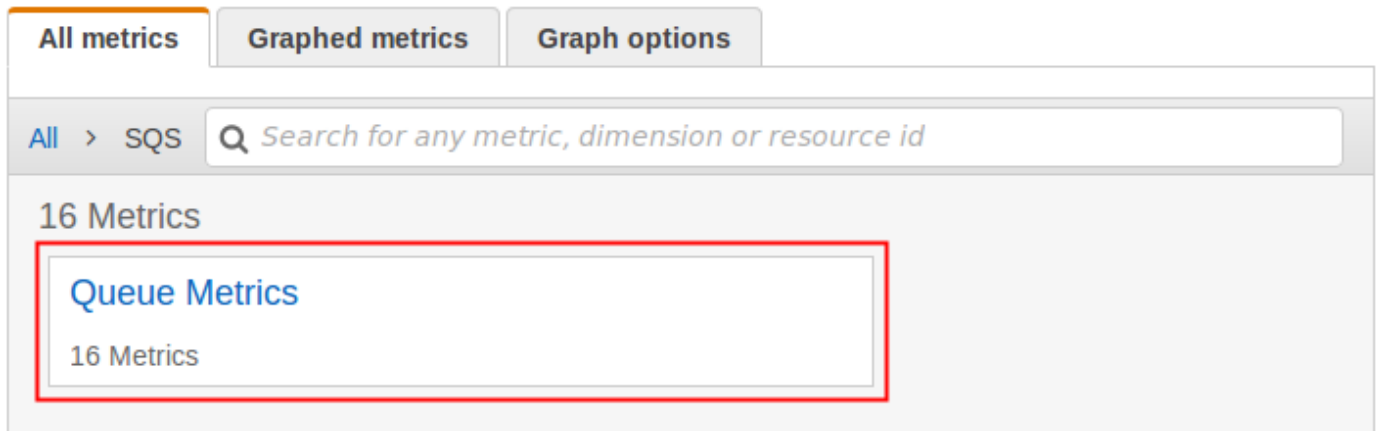 All metrics Graphed metrics Graph options
All > SQS Search for any metric, dimension or resource id
16 Metrics
Queue Metrics
16 Metrics